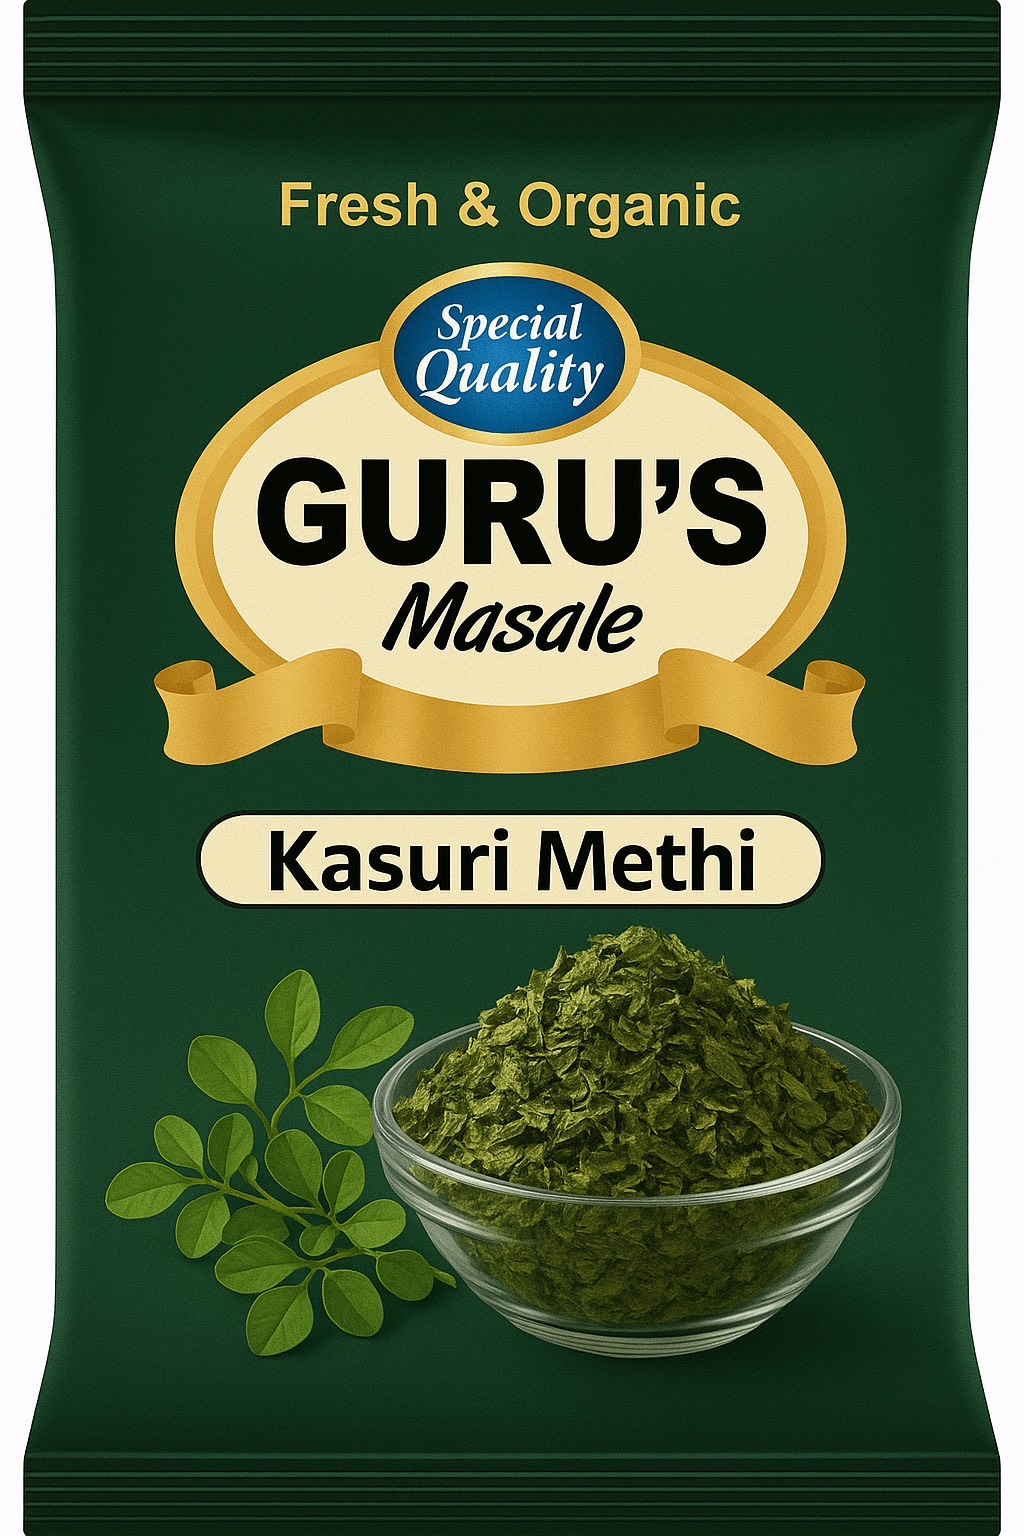 Fresh & Organic
Special
Quality
GURU’S
Masale
Kasuri Methi